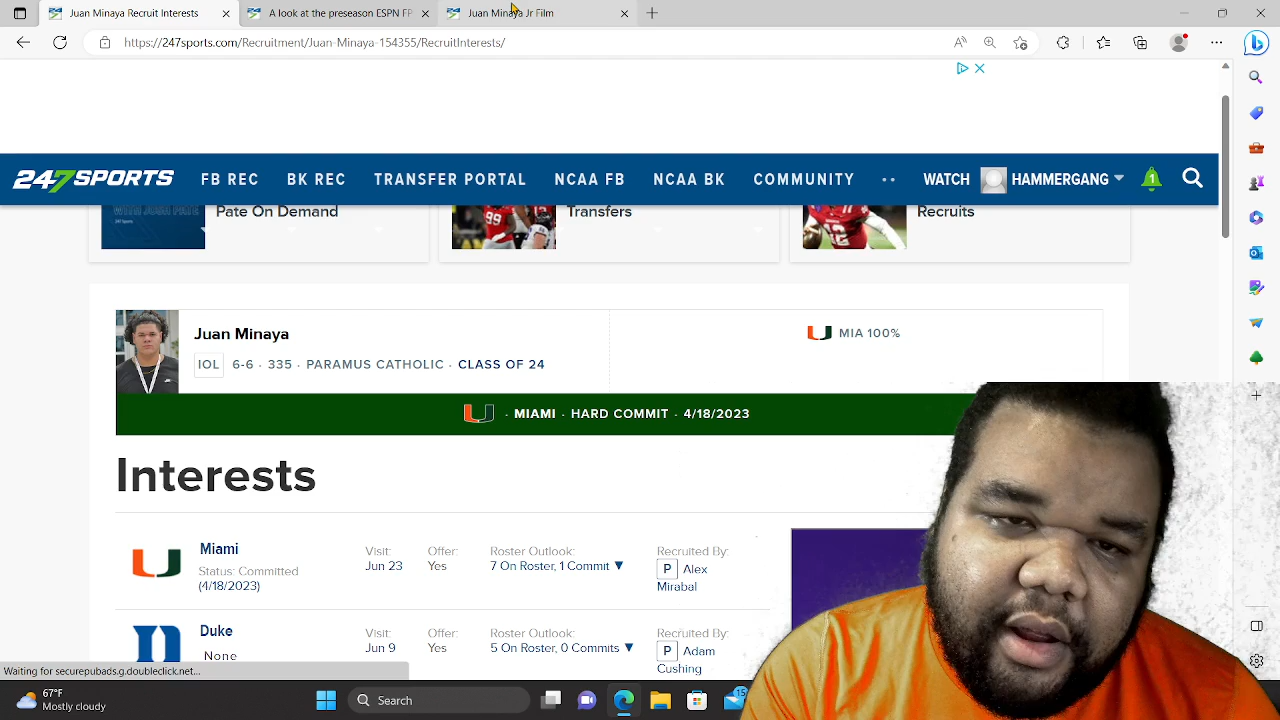 Juan Minaya Recruit Interests
A look at the preseason ESPN FP
Juan Minaya Jr Film
https://247sports.com/Recruitment/Juan-Minaya-154355/RecruitInterests/
247SPORTS FB REC BK REC TRANSFER PORTAL NCAA FB NCAA BK COMMUNITY WATCH HAMMERGANG 1
Pate On Demand
Transfers
Recruits
Juan Minaya
IOL 6-6 · 335 · PARAMUS CATHOLIC · CLASS OF 24
MIA 100%
· MIAMI · HARD COMMIT · 4/18/2023
Interests
Miami
Status: Committed
(4/18/2023)
Visit:
Jun 23
Offer:
Yes
Roster Outlook:
7 On Roster, 1 Commit
Recruited By:
P Alex
Mirabal
Duke
None
Visit:
Jun 9
Offer:
Yes
Roster Outlook:
5 On Roster, 0 Commits
Recruited By:
P Adam
Cushing
Waiting for securepubads.g.doubleclick.net...
67°F
Mostly cloudy
Search
15